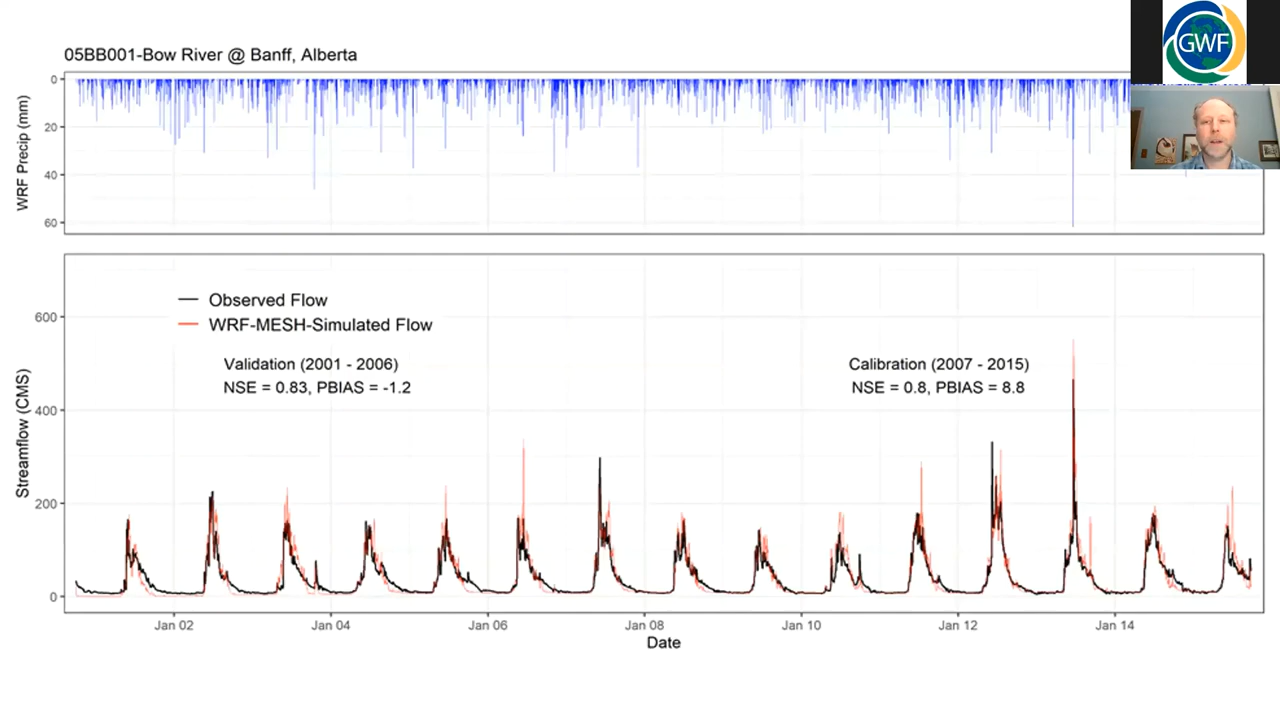 05BB001-Bow River @ Banff, Alberta
GWF
WRF Precip (mm)
0
20
40
60
Observed Flow
WRF-MESH-Simulated Flow
Validation (2001 - 2006)
NSE = 0.83, PBIAS = -1.2
Calibration (2007 - 2015)
NSE = 0.8, PBIAS = 8.8
Streamflow (CMS)
600
400
200
0
Jan 02 Jan 04 Jan 06 Jan 08 Jan 10 Jan 12 Jan 14
Date